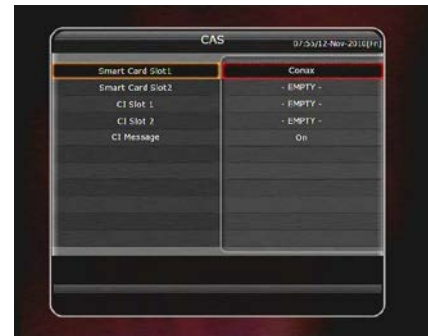 CAS
07:55/12-Nov-2010[Fri]
Smart Card Slot1 Conax
Smart Card Slot2 - EMPTY -
CI Slot 1 - EMPTY -
CI Slot 2 - EMPTY -
CI Message On